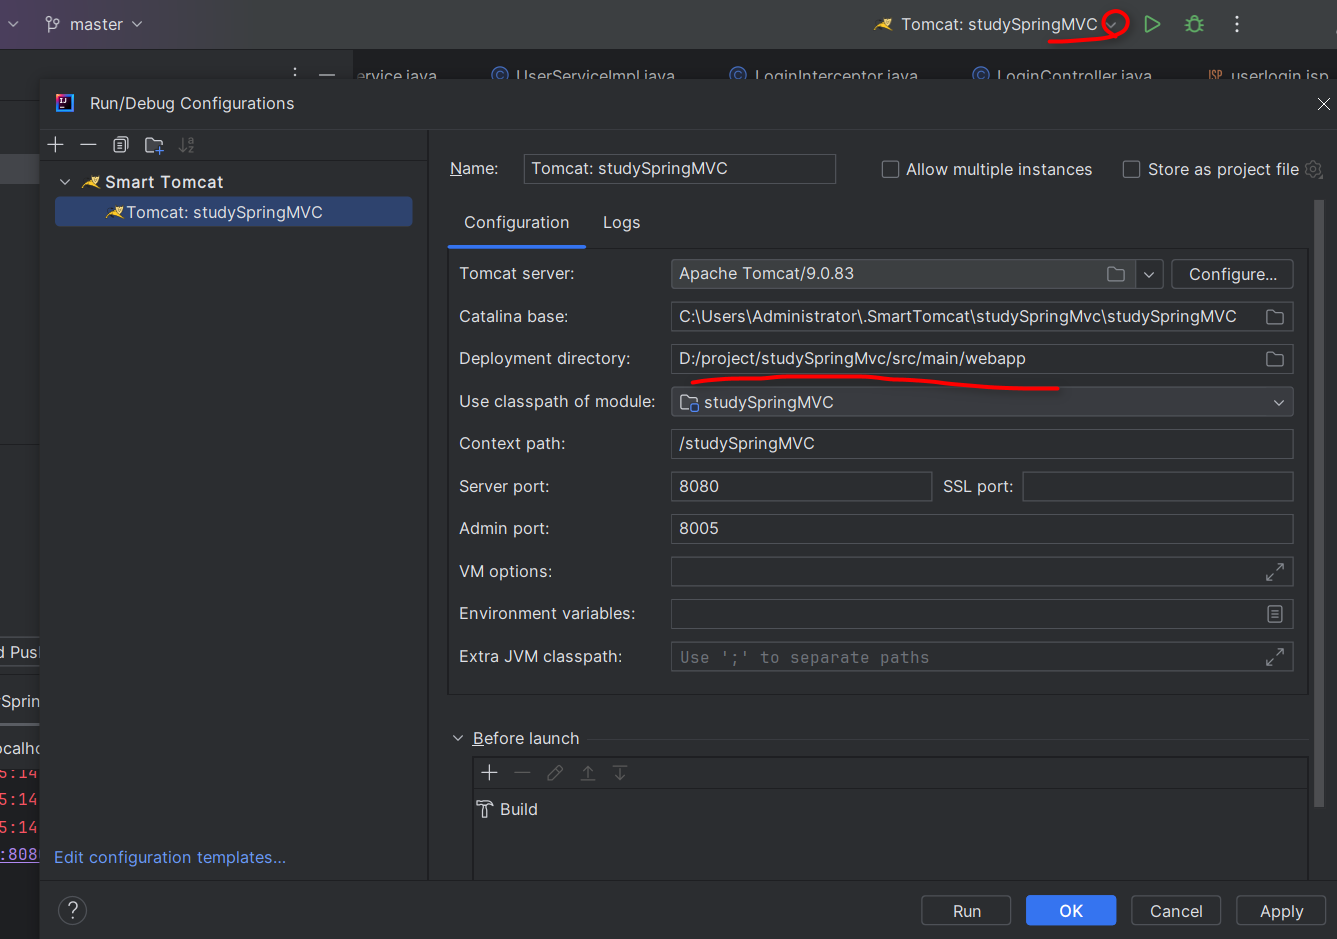 master
Tomcat: studySpringMVC
ervice.java
UserServiceImpl.java
LoginInterceptor.java
LoginController.java
JSP userlogin.jsp
Run/Debug Configurations
Smart Tomcat
Tomcat: studySpringMVC
Name: Tomcat: studySpringMVC
Allow multiple instances
Store as project file
Configuration
Logs
Tomcat server: Apache Tomcat/9.0.83 Configure...
Catalina base: C:\Users\Administrator\.SmartTomcat\studySpringMvc\studySpringMVC
Deployment directory: D:/project/studySpringMvc/src/main/webapp
Use classpath of module: studySpringMVC
Context path: /studySpringMVC
Server port: 8080 SSL port:
Admin port: 8005
VM options:
Environment variables:
Extra JVM classpath: Use ';' to separate paths
d Pus
Sprin
ocalho
5:14
5:14
5:14
:808
Before launch
Build
Edit configuration templates...
?
Run
OK
Cancel
Apply